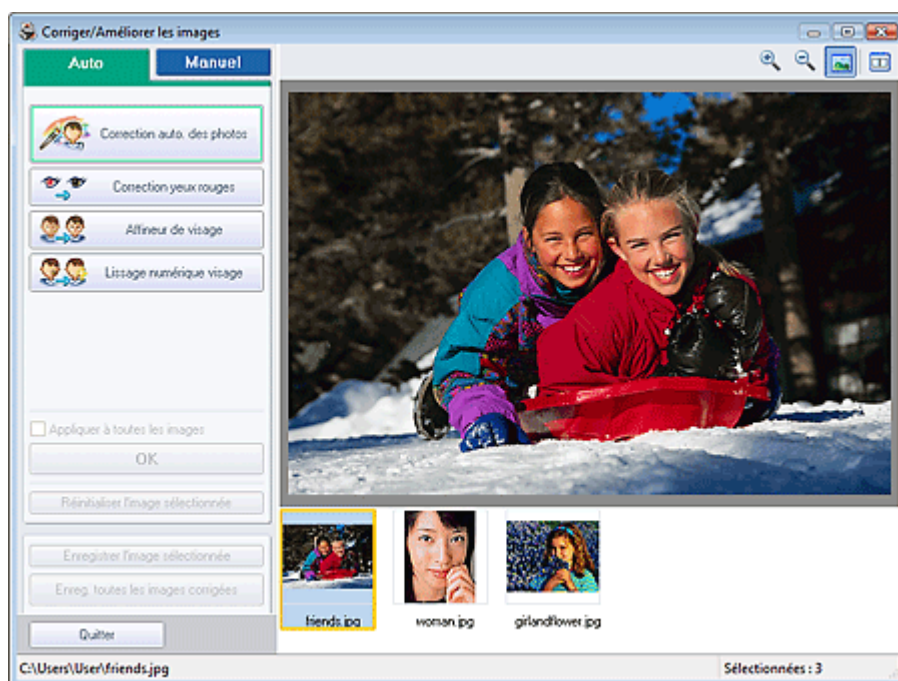 Corriger/Améliorer les images
Auto
Manuel
Correction auto. des photos
Correction yeux rouges
Affineur de visage
Lissage numérique visage
Appliquer à toutes les images
OK
Réinitialiser l'image sélectionnée
Enregistrer l'image sélectionnée
Enreg. toutes les images corrigées
Quitter
friends.jpg
woman.jpg
girlandflower.jpg
C:\Users\User\friends.jpg
Sélectionnées : 3